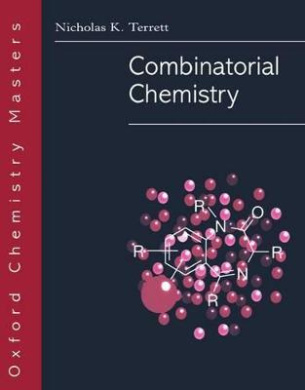 Oxford Chemistry Masters
Nicholas K. Terrett
Combinatorial
Chemistry
R
N
O
R
R
N
R